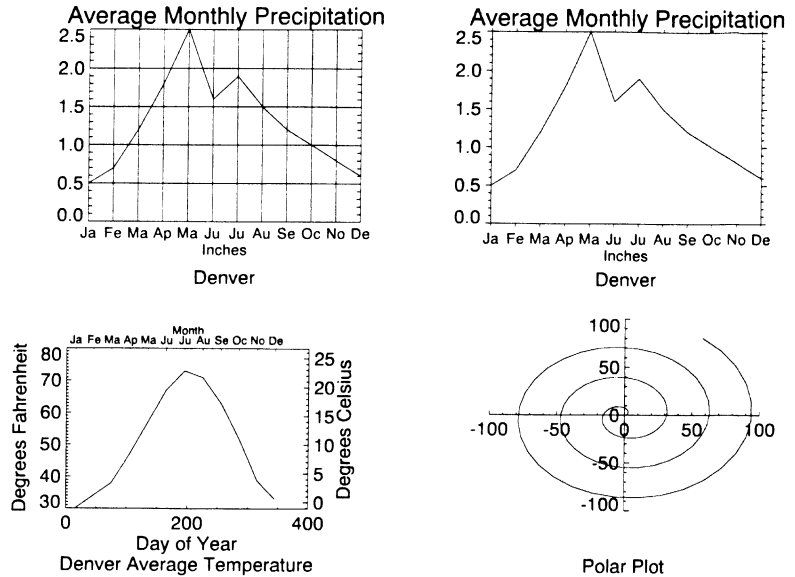 Average Monthly Precipitation
2.5
2.0
1.5
1.0
0.5
0.0
Ja Fe Ma Ap Ma Ju Ju Au Se Oc No De
Inches
Denver
Average Monthly Precipitation
2.5
2.0
1.5
1.0
0.5
0.0
Ja Fe Ma Ap Ma Ju Ju Au Se Oc No De
Inches
Denver
Month
Ja Fe Ma Ap Ma Ju Ju Au Se Oc No De
Degrees Fahrenheit
80
70
60
50
40
30
25
20
15
10
5
0
Degrees Celsius
0 200 400
Day of Year
Denver Average Temperature
100
50
0
-50
-100
-100 -50 0 50 100
Polar Plot